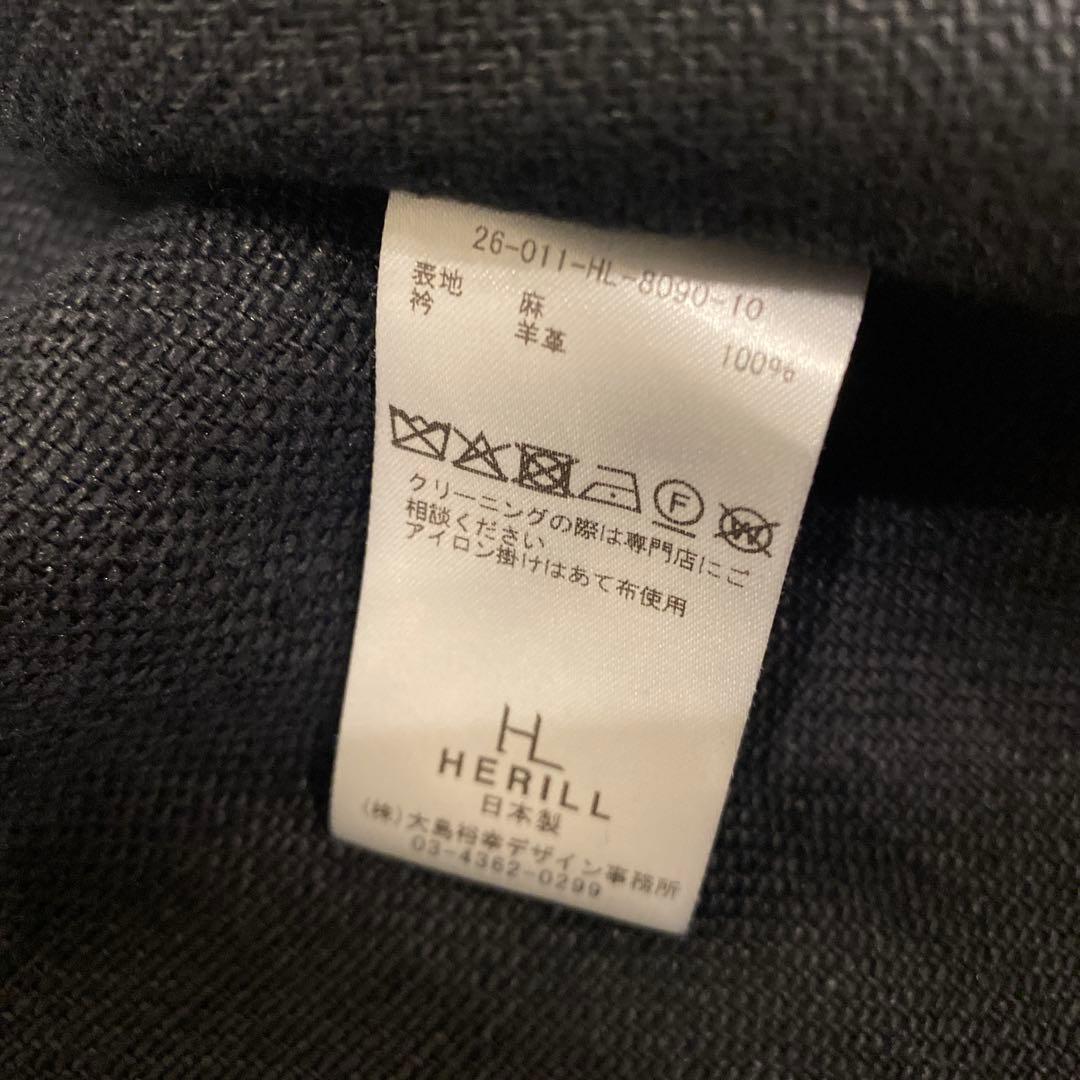 26-011-HL-8090-10
表地 麻 100%
衿 羊革
F
W
クリーニングの際は専門店にご
相談ください
アイロン掛けはあて布使用
HL
HERILL
日本製
(株)大島裕幸デザイン事務所
03-4362-0299